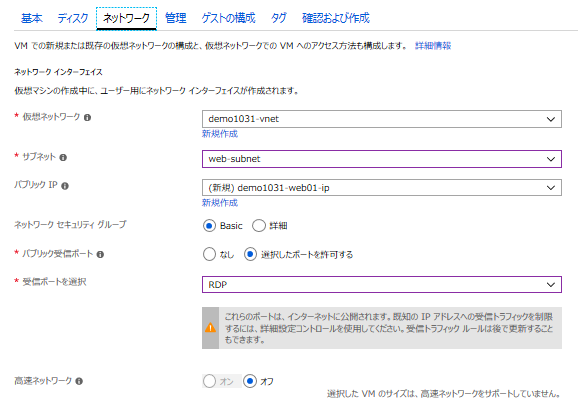 基本 ディスク ネットワーク 管理 ゲストの構成 タグ 確認および作成
VM での新規または既存の仮想ネットワークの構成と、仮想ネットワークでの VM へのアクセス方法も構成します。 詳細情報
ネットワーク インターフェイス
仮想マシンの作成中に、ユーザー用にネットワーク インターフェイスが作成されます。
* 仮想ネットワーク demo1031-vnet
新規作成
* サブネット web-subnet
パブリック IP (新規) demo1031-web01-ip
新規作成
ネットワーク セキュリティ グループ Basic 詳細
* パブリック受信ポート なし 選択したポートを許可する
* 受信ポートを選択 RDP
これらのポートは、インターネットに公開されます。既知の IP アドレスへの受信トラフィックを制限
するには、詳細設定コントロールを使用してください。受信トラフィック ルールは後で更新すること
もできます。
高速ネットワーク オン オフ
選択した VM のサイズは、高速ネットワークをサポートしていません。